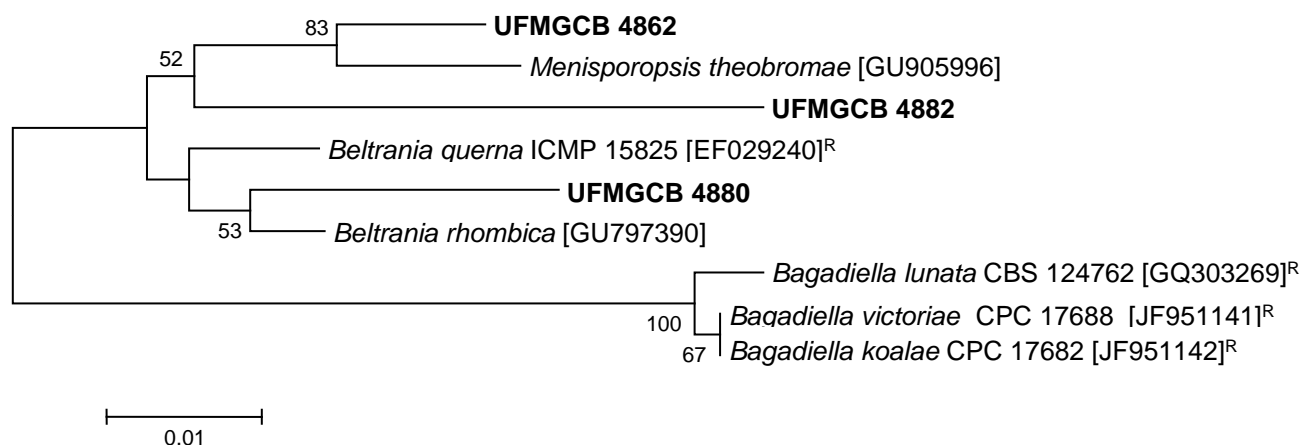 83
UFMGCB 4862
52
Menisporopsis theobromae [GU905996]
UFMGCB 4882
Beltrania querna ICMP 15825 [EF029240]R
UFMGCB 4880
53
Beltrania rhombica [GU797390]
Bagadiella lunata CBS 124762 [GQ303269]R
100
Bagadiella victoriae CPC 17688 [JF951141]R
67
Bagadiella koalae CPC 17682 [JF951142]R
0.01